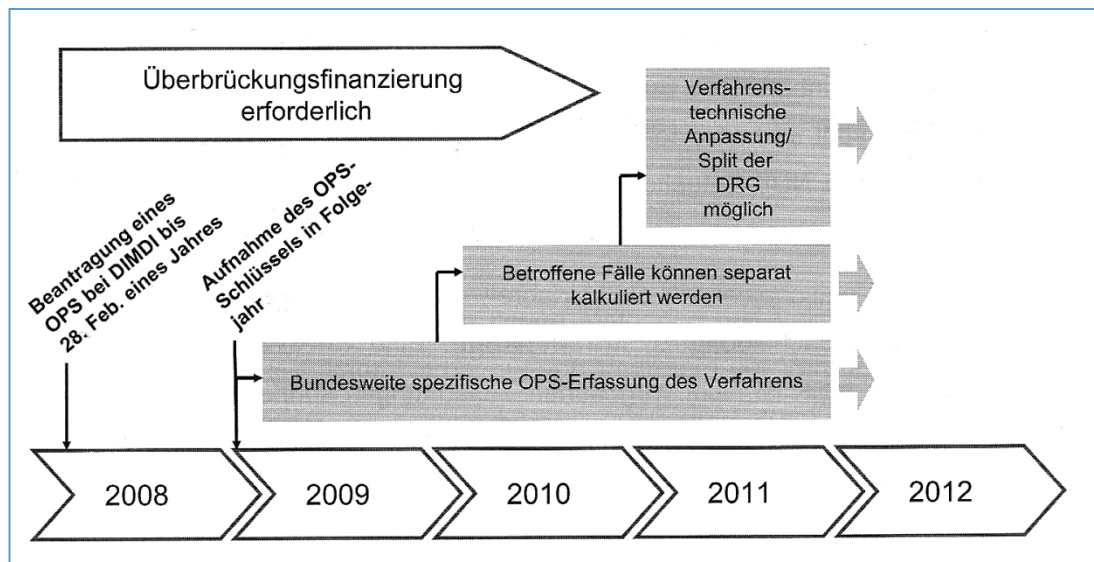 Überbrückungsfinanzierung
erforderlich
Verfahrens-
technische
Anpassung/
Split der
DRG
möglich
Beantragung eines
OPS bei DIMDI bis
28. Feb. eines Jahres
Aufnahme des OPS-
Schlüssels in Folge-
jahr
Betroffene Fälle können separat
kalkuliert werden
Bundesweite spezifische OPS-Erfassung des Verfahrens
2008
2009
2010
2011
2012